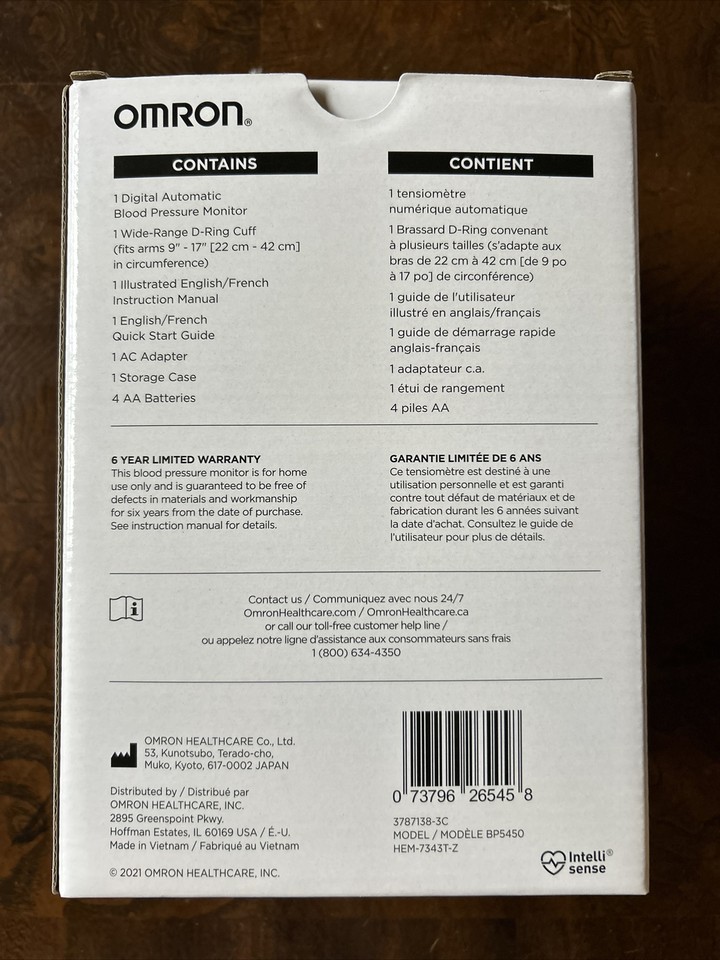 OMRON®
CONTAINS
1 Digital Automatic
Blood Pressure Monitor
1 Wide-Range D-Ring Cuff
(fits arms 9" - 17" [22 cm - 42 cm]
in circumference)
1 Illustrated English/French
Instruction Manual
1 English/French
Quick Start Guide
1 AC Adapter
1 Storage Case
4 AA Batteries
CONTIENT
1 tensiomètre
numérique automatique
1 Brassard D-Ring convenant
à plusieurs tailles (s'adapte aux
bras de 22 cm à 42 cm [de 9 po
à 17 po] de circonférence)
1 guide de l'utilisateur
illustré en anglais/français
1 guide de démarrage rapide
anglais-français
1 adaptateur c.a.
1 étui de rangement
4 piles AA
6 YEAR LIMITED WARRANTY
This blood pressure monitor is for home
use only and is guaranteed to be free of
defects in materials and workmanship
for six years from the date of purchase.
See instruction manual for details.
GARANTIE LIMITÉE DE 6 ANS
Ce tensiomètre est destiné à une
utilisation personnelle et est garanti
contre tout défaut de matériaux et de
fabrication durant les 6 années suivant
la date d'achat. Consultez le guide de
l'utilisateur pour plus de détails.
Contact us / Communiquez avec nous 24/7
OmronHealthcare.com / OmronHealthcare.ca
or call our toll-free customer help line /
ou appelez notre ligne d'assistance aux consommateurs sans frais
1 (800) 634-4350
OMRON HEALTHCARE Co., Ltd.
53, Kunotsubo, Terado-cho,
Muko, Kyoto, 617-0002 JAPAN
Distributed by / Distribué par
OMRON HEALTHCARE, INC.
2895 Greenspoint Pkwy.
Hoffman Estates, IL 60169 USA / É.-U.
Made in Vietnam / Fabriqué au Vietnam
© 2021 OMRON HEALTHCARE, INC.
0 73796 26545 8
3787138-3C
MODEL / MODÈLE BP5450
HEM-7343T-Z
Intelli®
sense